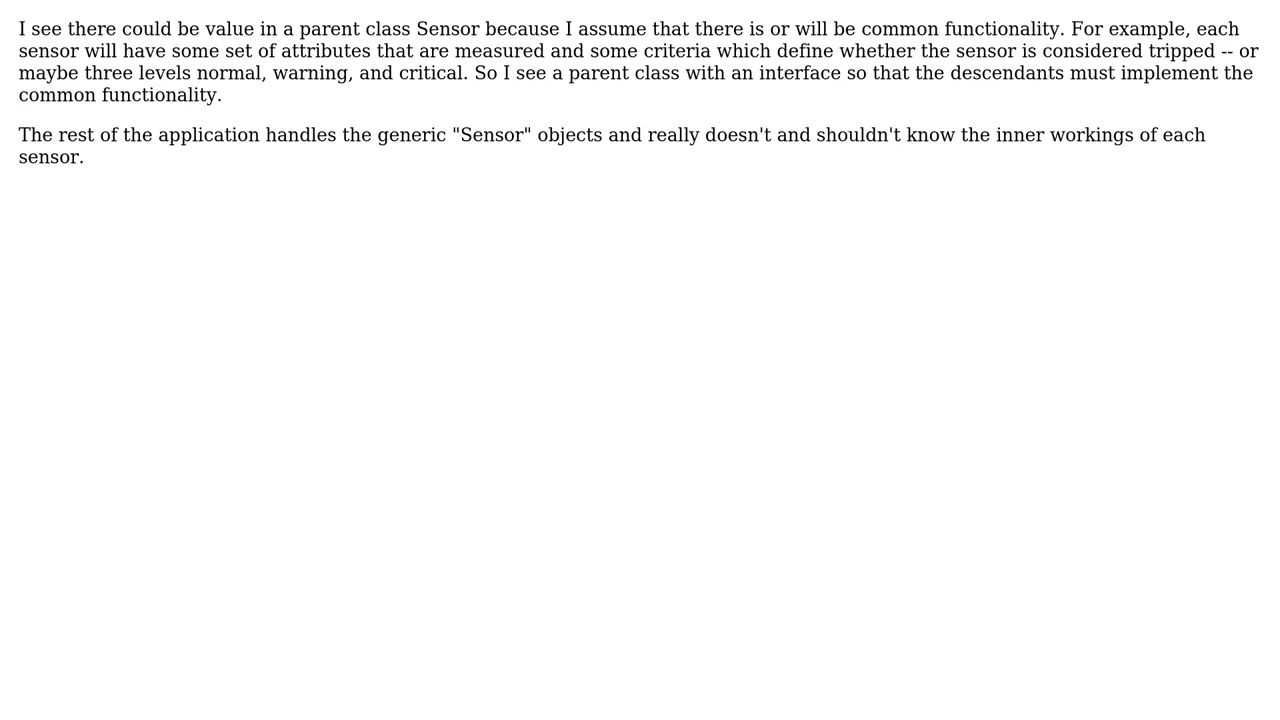 I see there could be value in a parent class Sensor because I assume that there is or will be common functionality. For example, each
sensor will have some set of attributes that are measured and some criteria which define whether the sensor is considered tripped -- or
maybe three levels normal, warning, and critical. So I see a parent class with an interface so that the descendants must implement the
common functionality.
The rest of the application handles the generic "Sensor" objects and really doesn't and shouldn't know the inner workings of each
sensor.